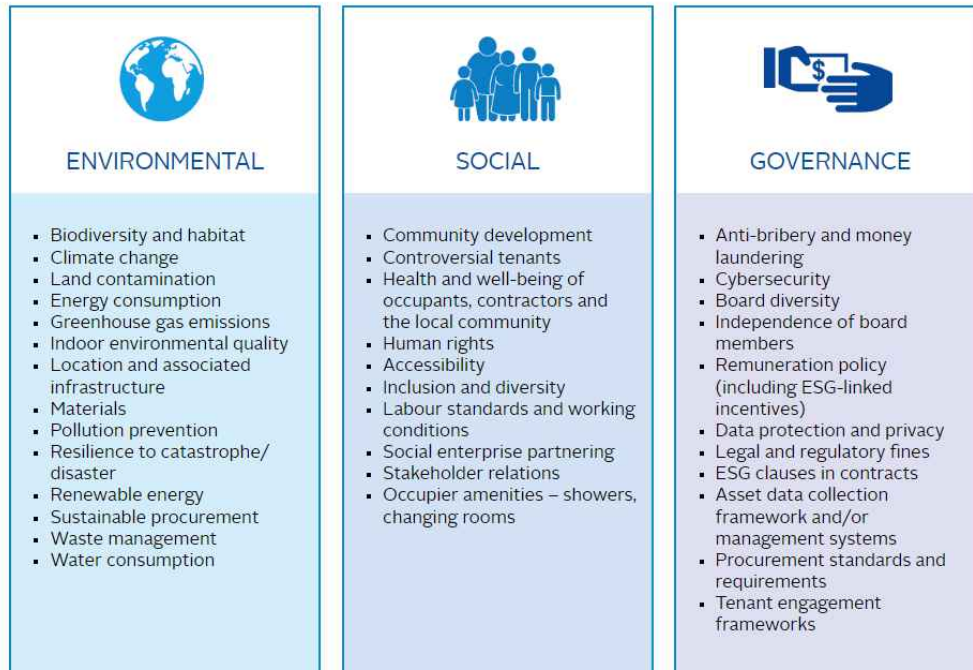 $
ENVIRONMENTAL
▪ Biodiversity and habitat
▪ Climate change
▪ Land contamination
▪ Energy consumption
▪ Greenhouse gas emissions
▪ Indoor environmental quality
▪ Location and associated
infrastructure
▪ Materials
▪ Pollution prevention
▪ Resilience to catastrophe/
disaster
▪ Renewable energy
▪ Sustainable procurement
▪ Waste management
▪ Water consumption
SOCIAL
▪ Community development
▪ Controversial tenants
▪ Health and well-being of
occupants, contractors and
the local community
▪ Human rights
▪ Accessibility
▪ Inclusion and diversity
▪ Labour standards and working
conditions
▪ Social enterprise partnering
▪ Stakeholder relations
▪ Occupier amenities – showers,
changing rooms
GOVERNANCE
▪ Anti-bribery and money
laundering
▪ Cybersecurity
▪ Board diversity
▪ Independence of board
members
▪ Remuneration policy
(including ESG-linked
incentives)
▪ Data protection and privacy
▪ Legal and regulatory fines
▪ ESG clauses in contracts
▪ Asset data collection
framework and/or
management systems
▪ Procurement standards and
requirements
▪ Tenant engagement
frameworks